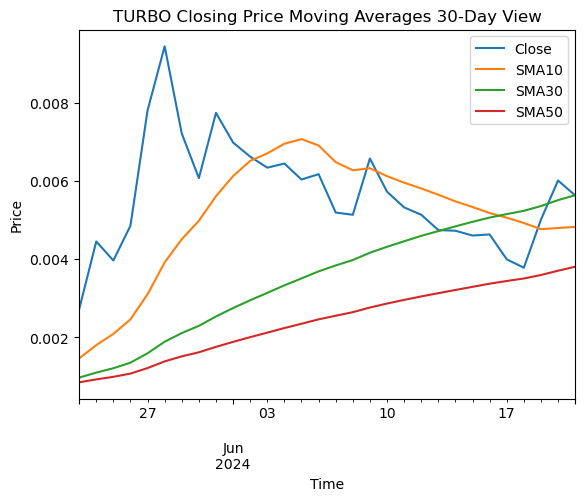 TURBO Closing Price Moving Averages 30-Day View
Close
SMA10
SMA30
SMA50
Price
0.008
0.006
0.004
0.002
27
03
10
17
Jun
2024
Time